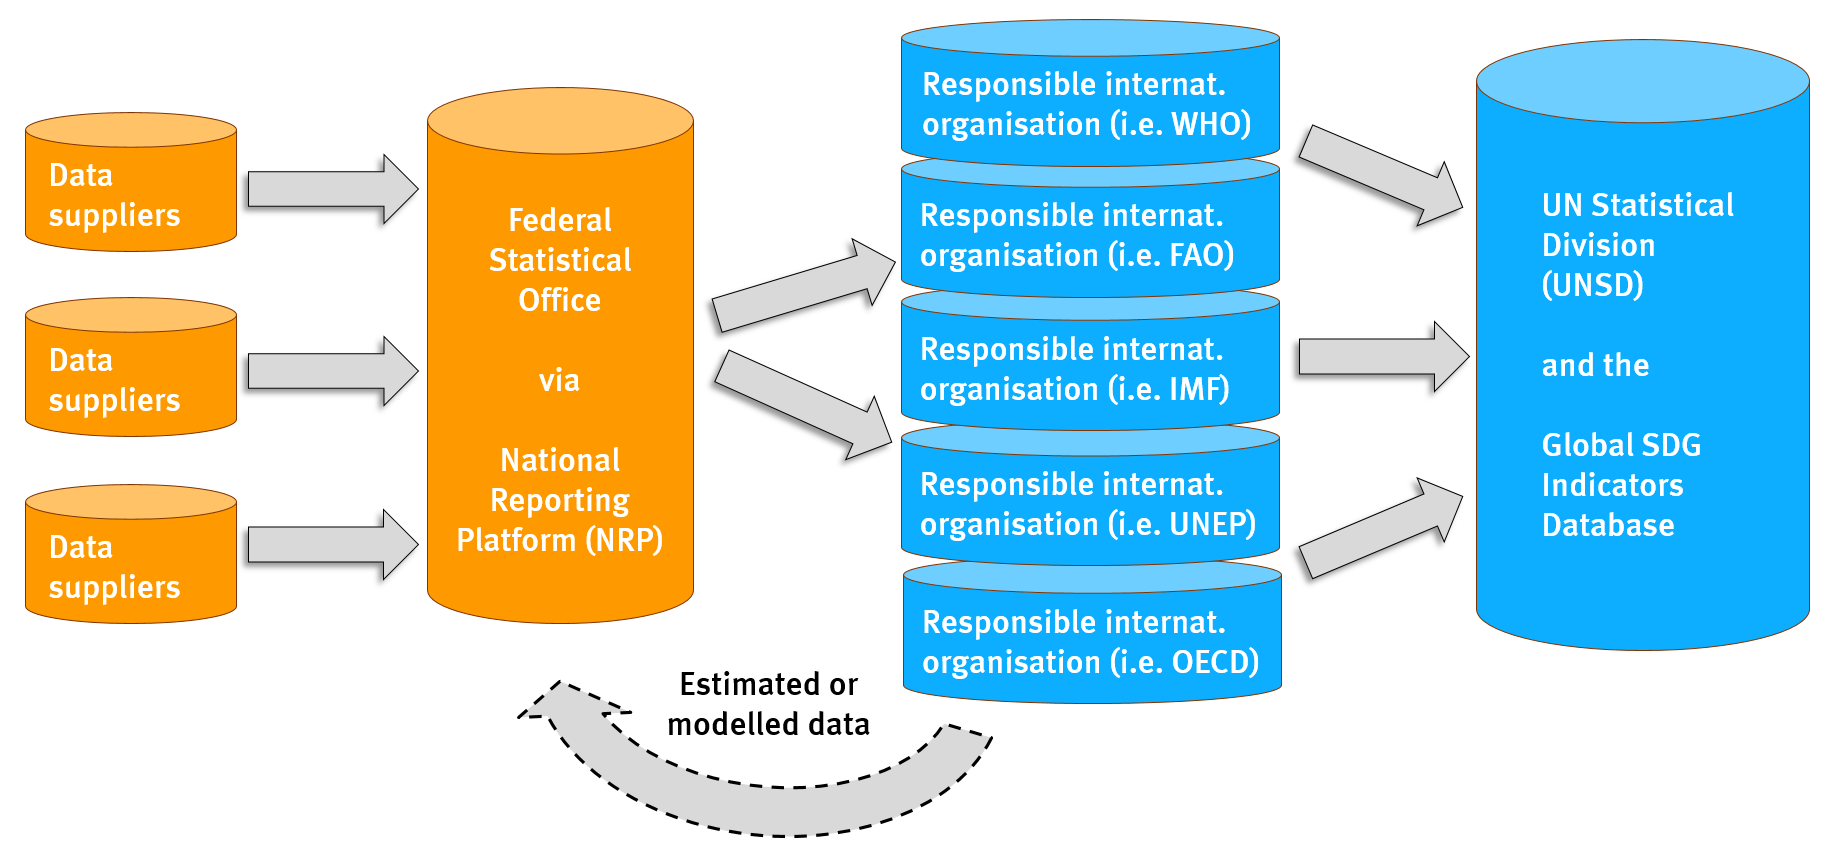 Data
suppliers
Data
suppliers
Data
suppliers
Federal
Statistical
Office
via
National
Reporting
Platform (NRP)
Responsible internat.
organisation (i.e. WHO)
Responsible internat.
organisation (i.e. FAO)
Responsible internat.
organisation (i.e. IMF)
Responsible internat.
organisation (i.e. UNEP)
Responsible internat.
organisation (i.e. OECD)
Estimated or
modelled data
UN Statistical
Division
(UNSD)
and the
Global SDG
Indicators
Database